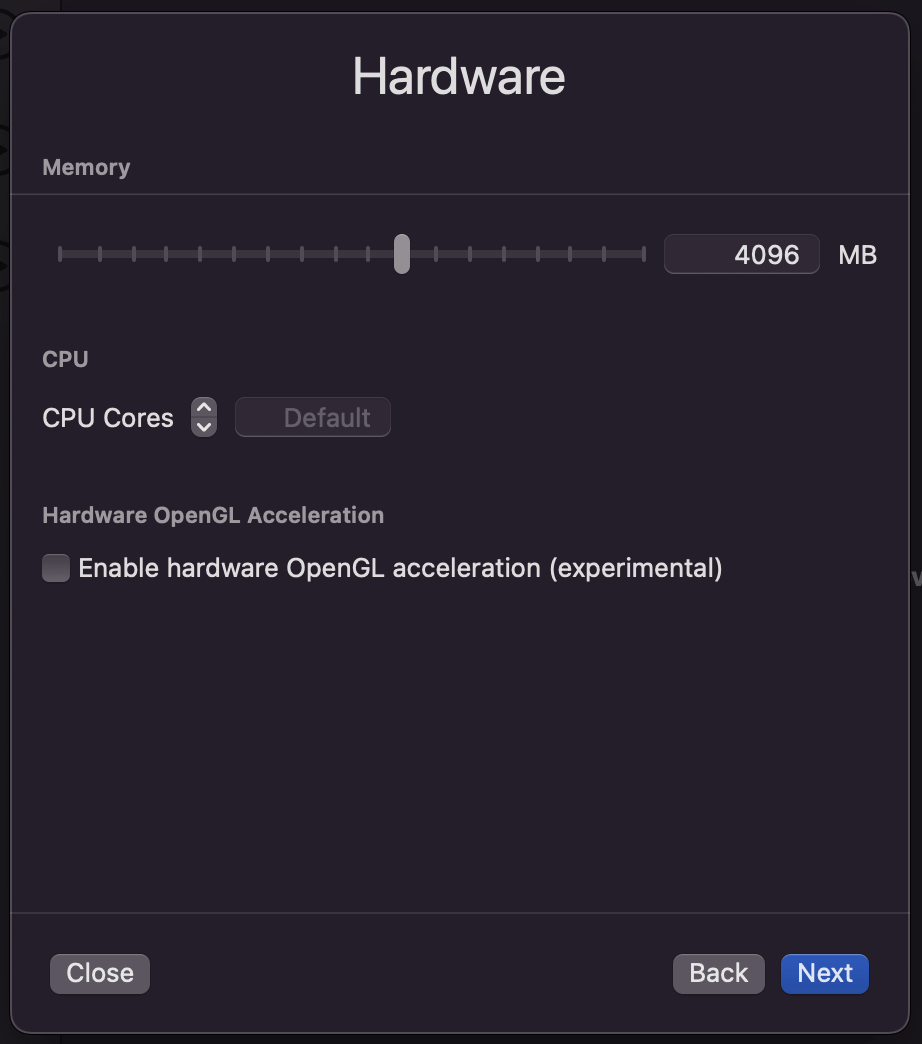 Hardware
Memory
4096 MB
CPU
CPU Cores Default
Hardware OpenGL Acceleration
Enable hardware OpenGL acceleration (experimental)
Close Back Next